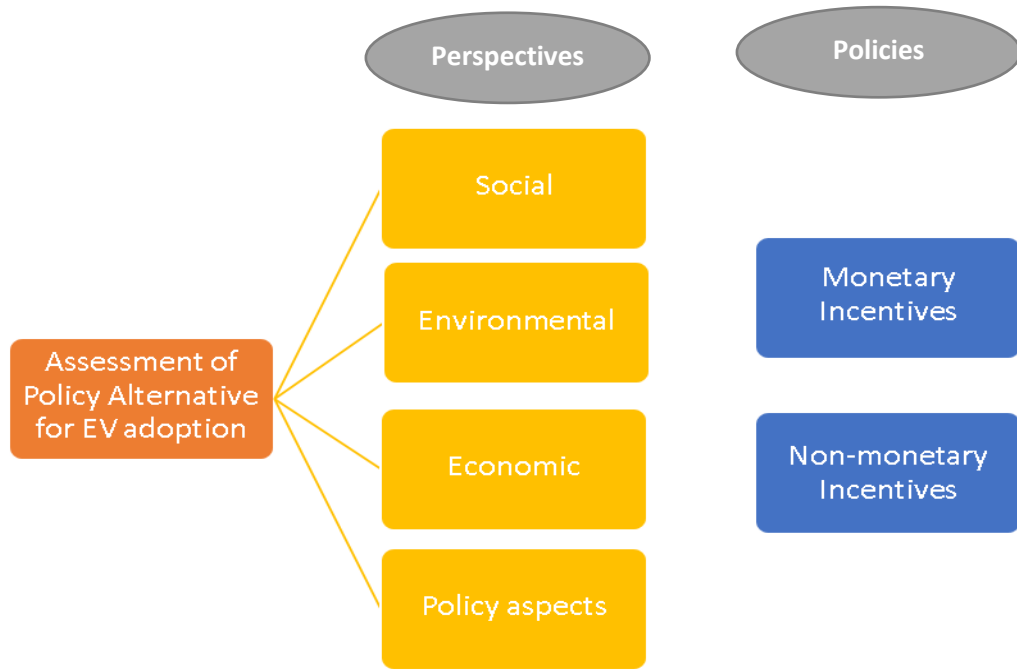 Perspectives
Policies
Social
Environmental
Economic
Policy aspects
Assessment of
Policy Alternative
for EV adoption
Monetary
Incentives
Non-monetary
Incentives